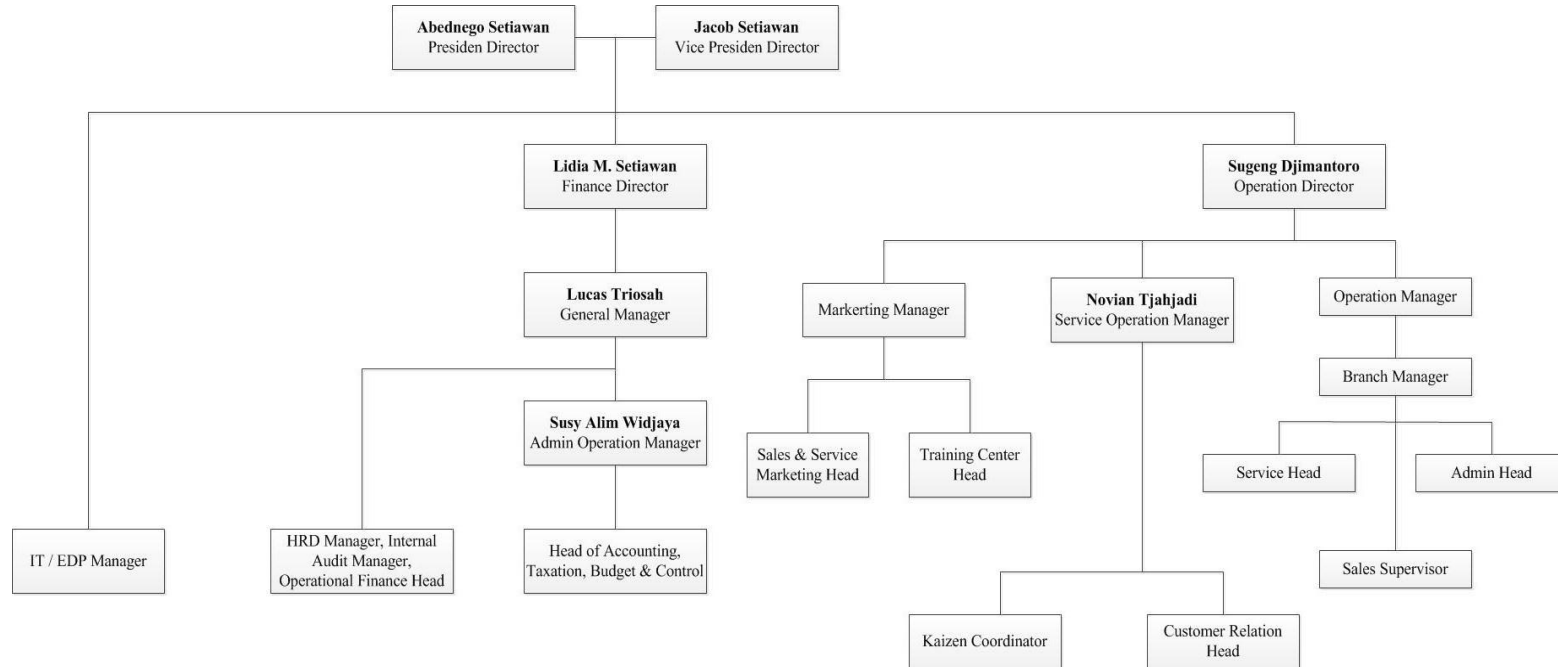 Abednego Setiawan
Presiden Director
Jacob Setiawan
Vice Presiden Director
Lidia M. Setiawan
Finance Director
Sugeng Djimantoro
Operation Director
Lucas Triosah
General Manager
Markerting Manager
Novian Tjahjadi
Service Operation Manager
Operation Manager
Branch Manager
Susy Alim Widjaya
Admin Operation Manager
Sales & Service
Marketing Head
Training Center
Head
Service Head
Admin Head
IT / EDP Manager
HRD Manager, Internal
Audit Manager,
Operational Finance Head
Head of Accounting,
Taxation, Budget & Control
Sales Supervisor
Kaizen Coordinator
Customer Relation
Head